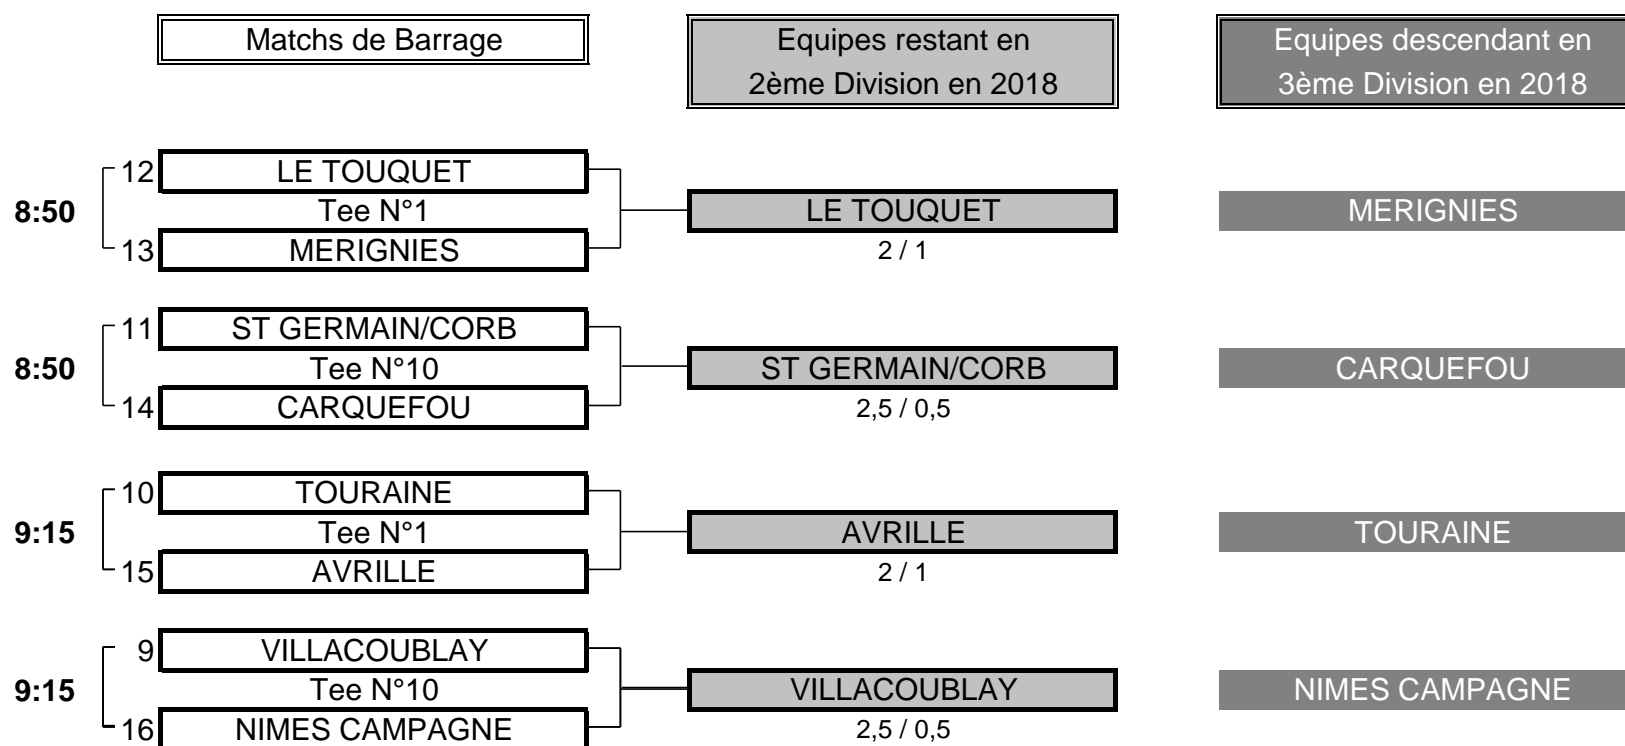 Matchs de Barrage
Equipes restant en
2ème Division en 2018
Equipes descendant en
3ème Division en 2018
12 LE TOUQUET
8:50 Tee N°1 LE TOUQUET MERIGNIES
13 MERIGNIES 2 / 1
11 ST GERMAIN/CORB
8:50 Tee N°10 ST GERMAIN/CORB CARQUEFOU
14 CARQUEFOU 2,5 / 0,5
10 TOURAINE
9:15 Tee N°1 AVRILLE TOURAINE
15 AVRILLE 2 / 1
9 VILLACOUBLAY
9:15 Tee N°10 VILLACOUBLAY NIMES CAMPAGNE
16 NIMES CAMPAGNE 2,5 / 0,5